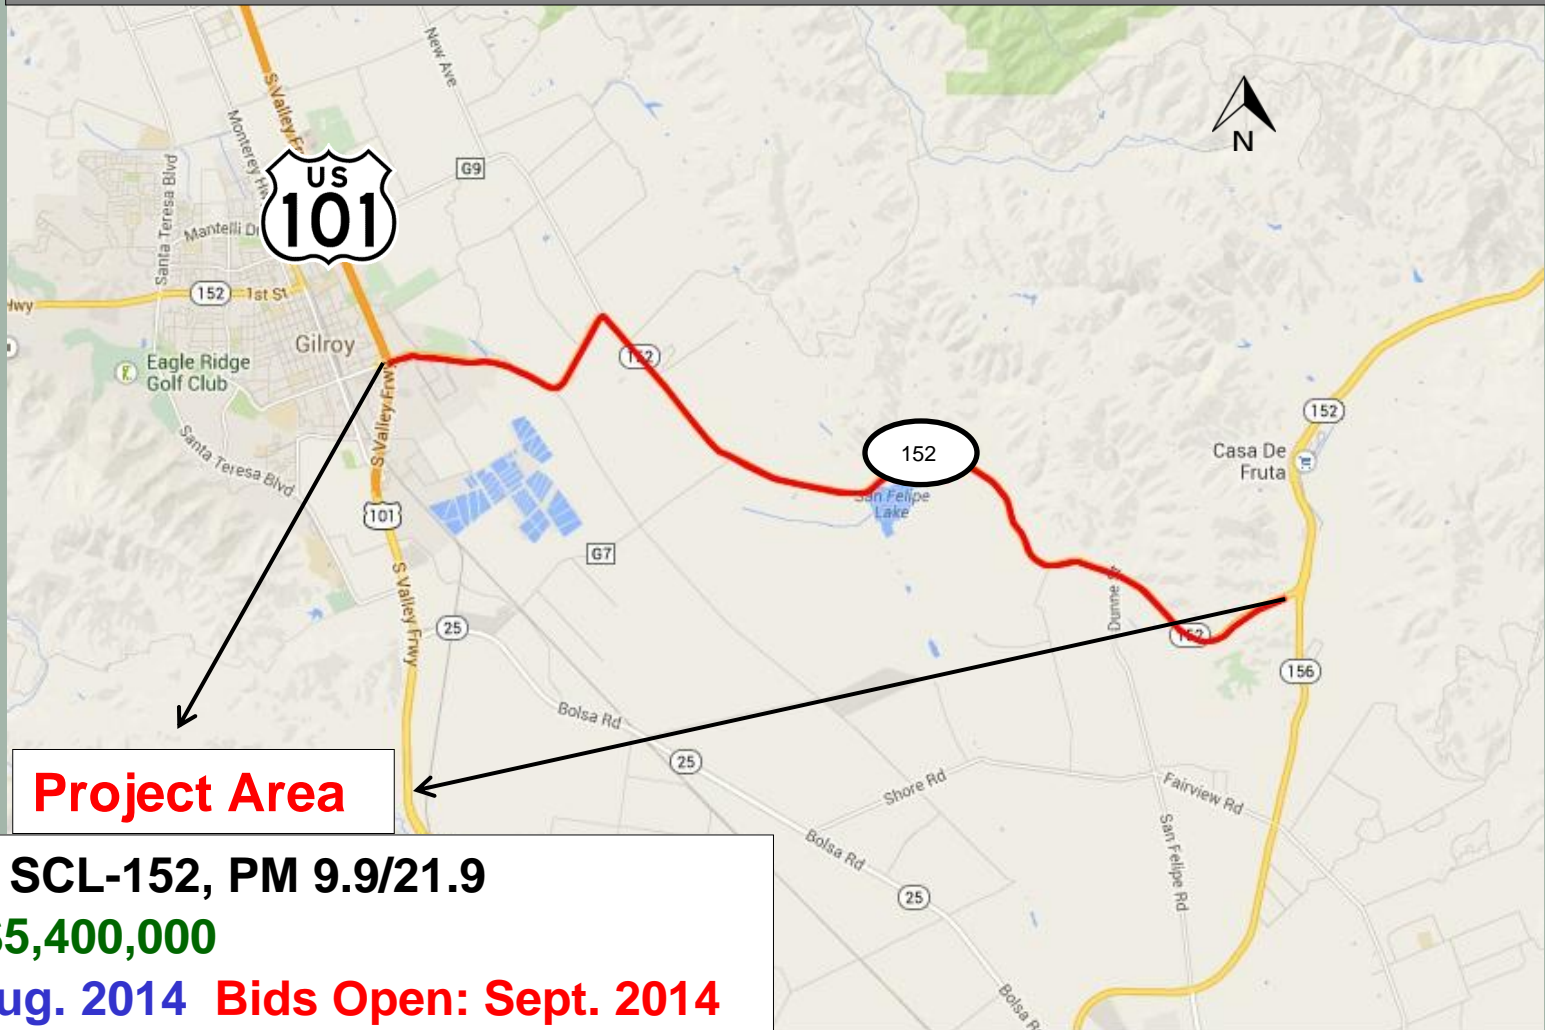 New Ave
S Valley Fr
Monterey Hw
G9
N
US
101
Santa Teresa Blvd
Mantelli Dr
152
1st St
Hwy
Gilroy
152
Eagle Ridge
Golf Club
S Valley Frwy
152
152
Casa De
Fruta
Santa Teresa Blvd
San Felipe
Lake
101
G7
S Valley Frwy
Dunne
25
152
156
Bolsa Rd
25
Shore Rd
Fairview Rd
Project Area
Bolsa Rd
San Felipe Rd
SCL-152, PM 9.9/21.9
25
5,400,000
ug. 2014 Bids Open: Sept. 2014
Bolsa R